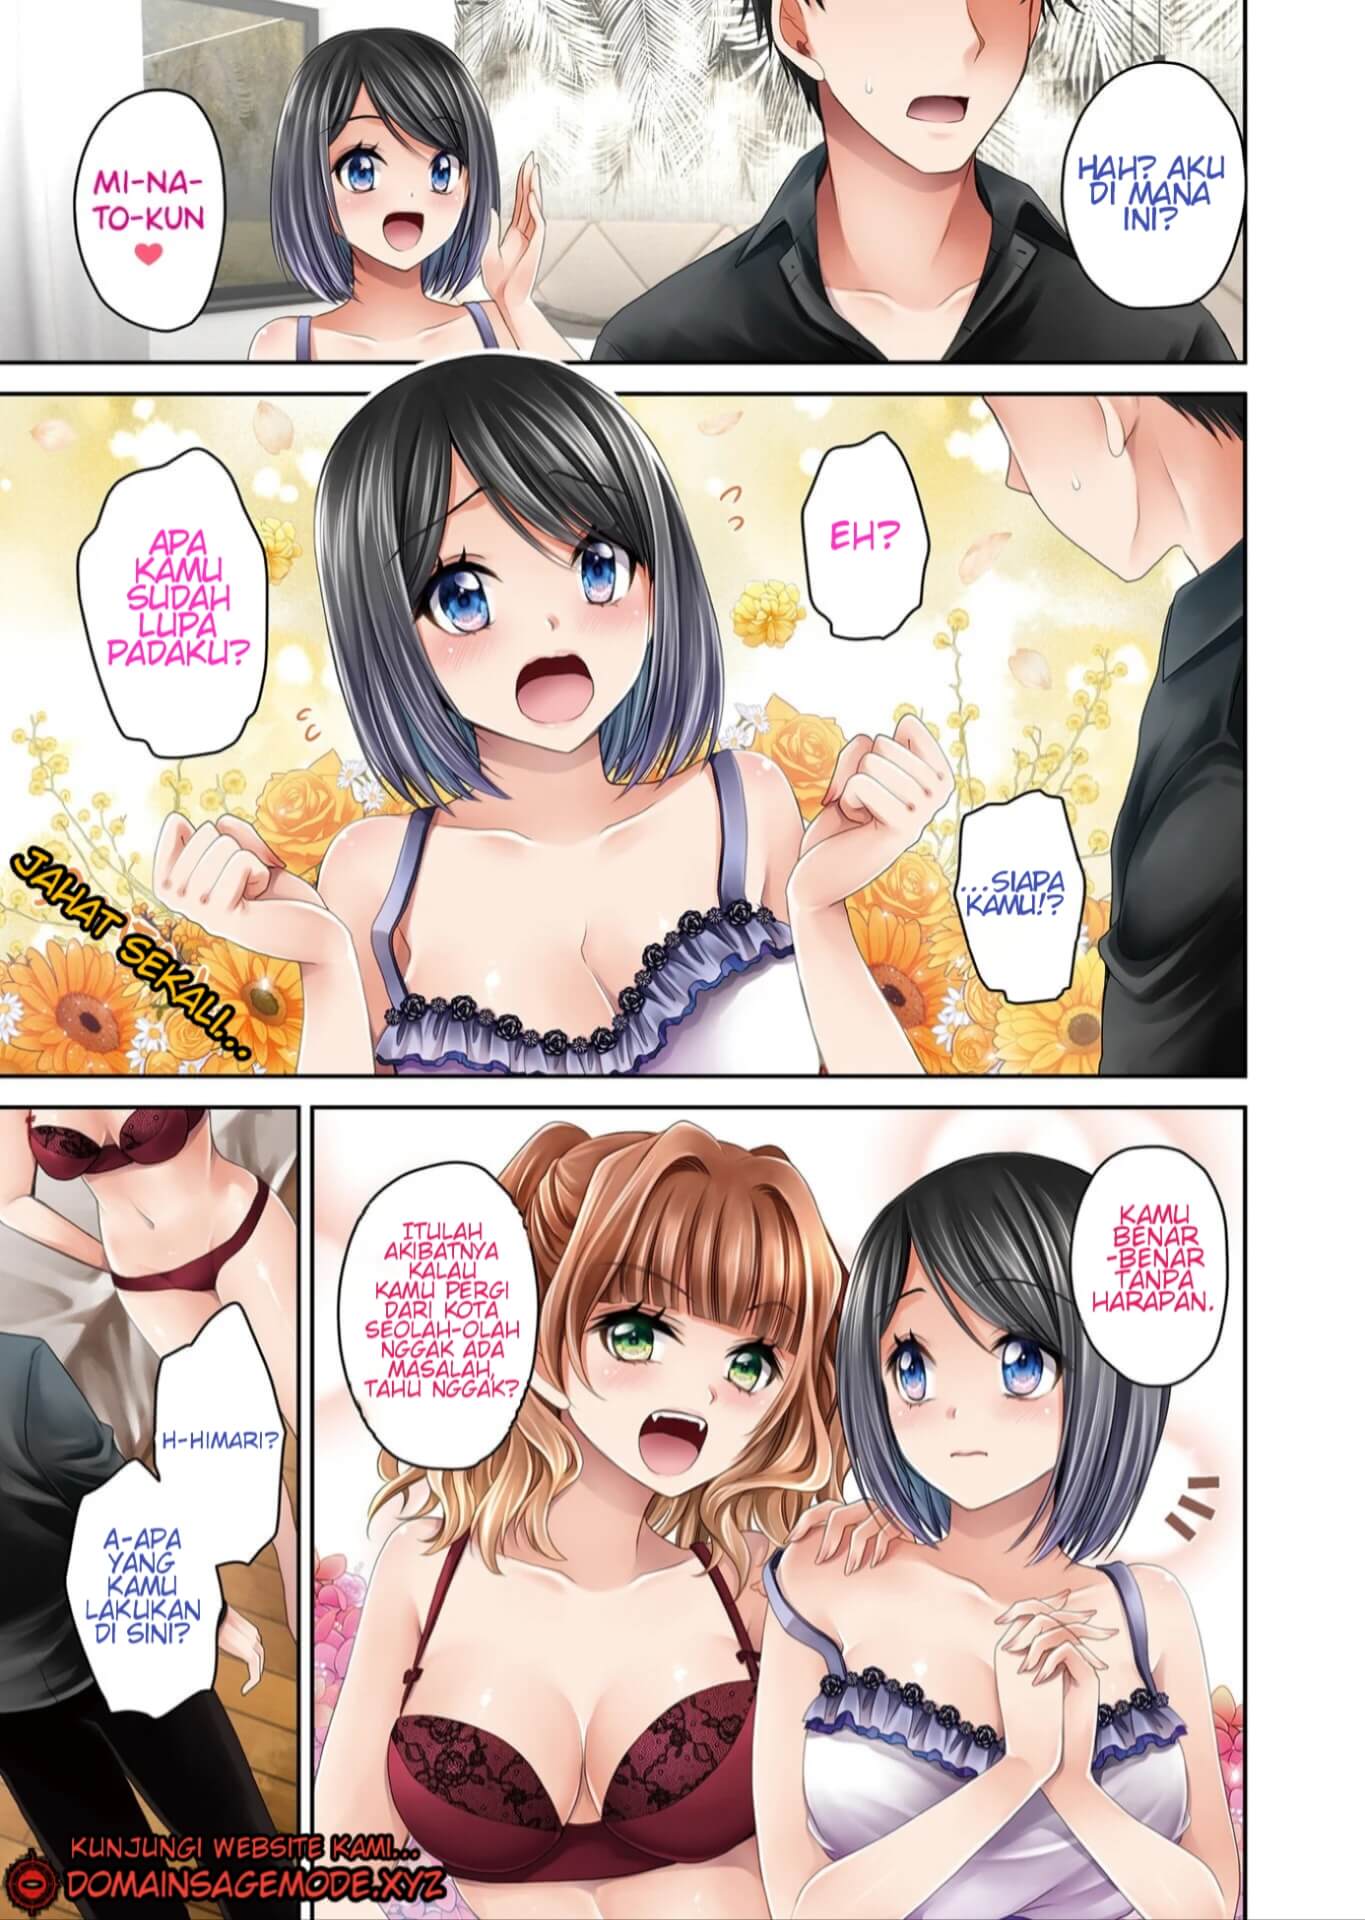 HAH? AKU
DI MANA
INI?
MI-NA-
TO-KUN
EH?
...SIAPA
KAMU!?
APA
KAMU
SUDAH
LUPA
PADAKU?
JAHAT SEKALI...
KAMU
BENAR
-BENAR
TANPA
HARAPAN.
ITULAH
AKIBATNYA
KALAU
KAMU PERGI
DARI KOTA
SEOLAH-OLAH
NGGAK ADA
MASALAH,
TAHU NGGAK?
H-HIMARI?
A-APA
YANG
KAMU
LAKUKAN
DI SINI?
KUNJUNGI WEBSITE KAMI...
DOMAINSAGEMODE.XYZ